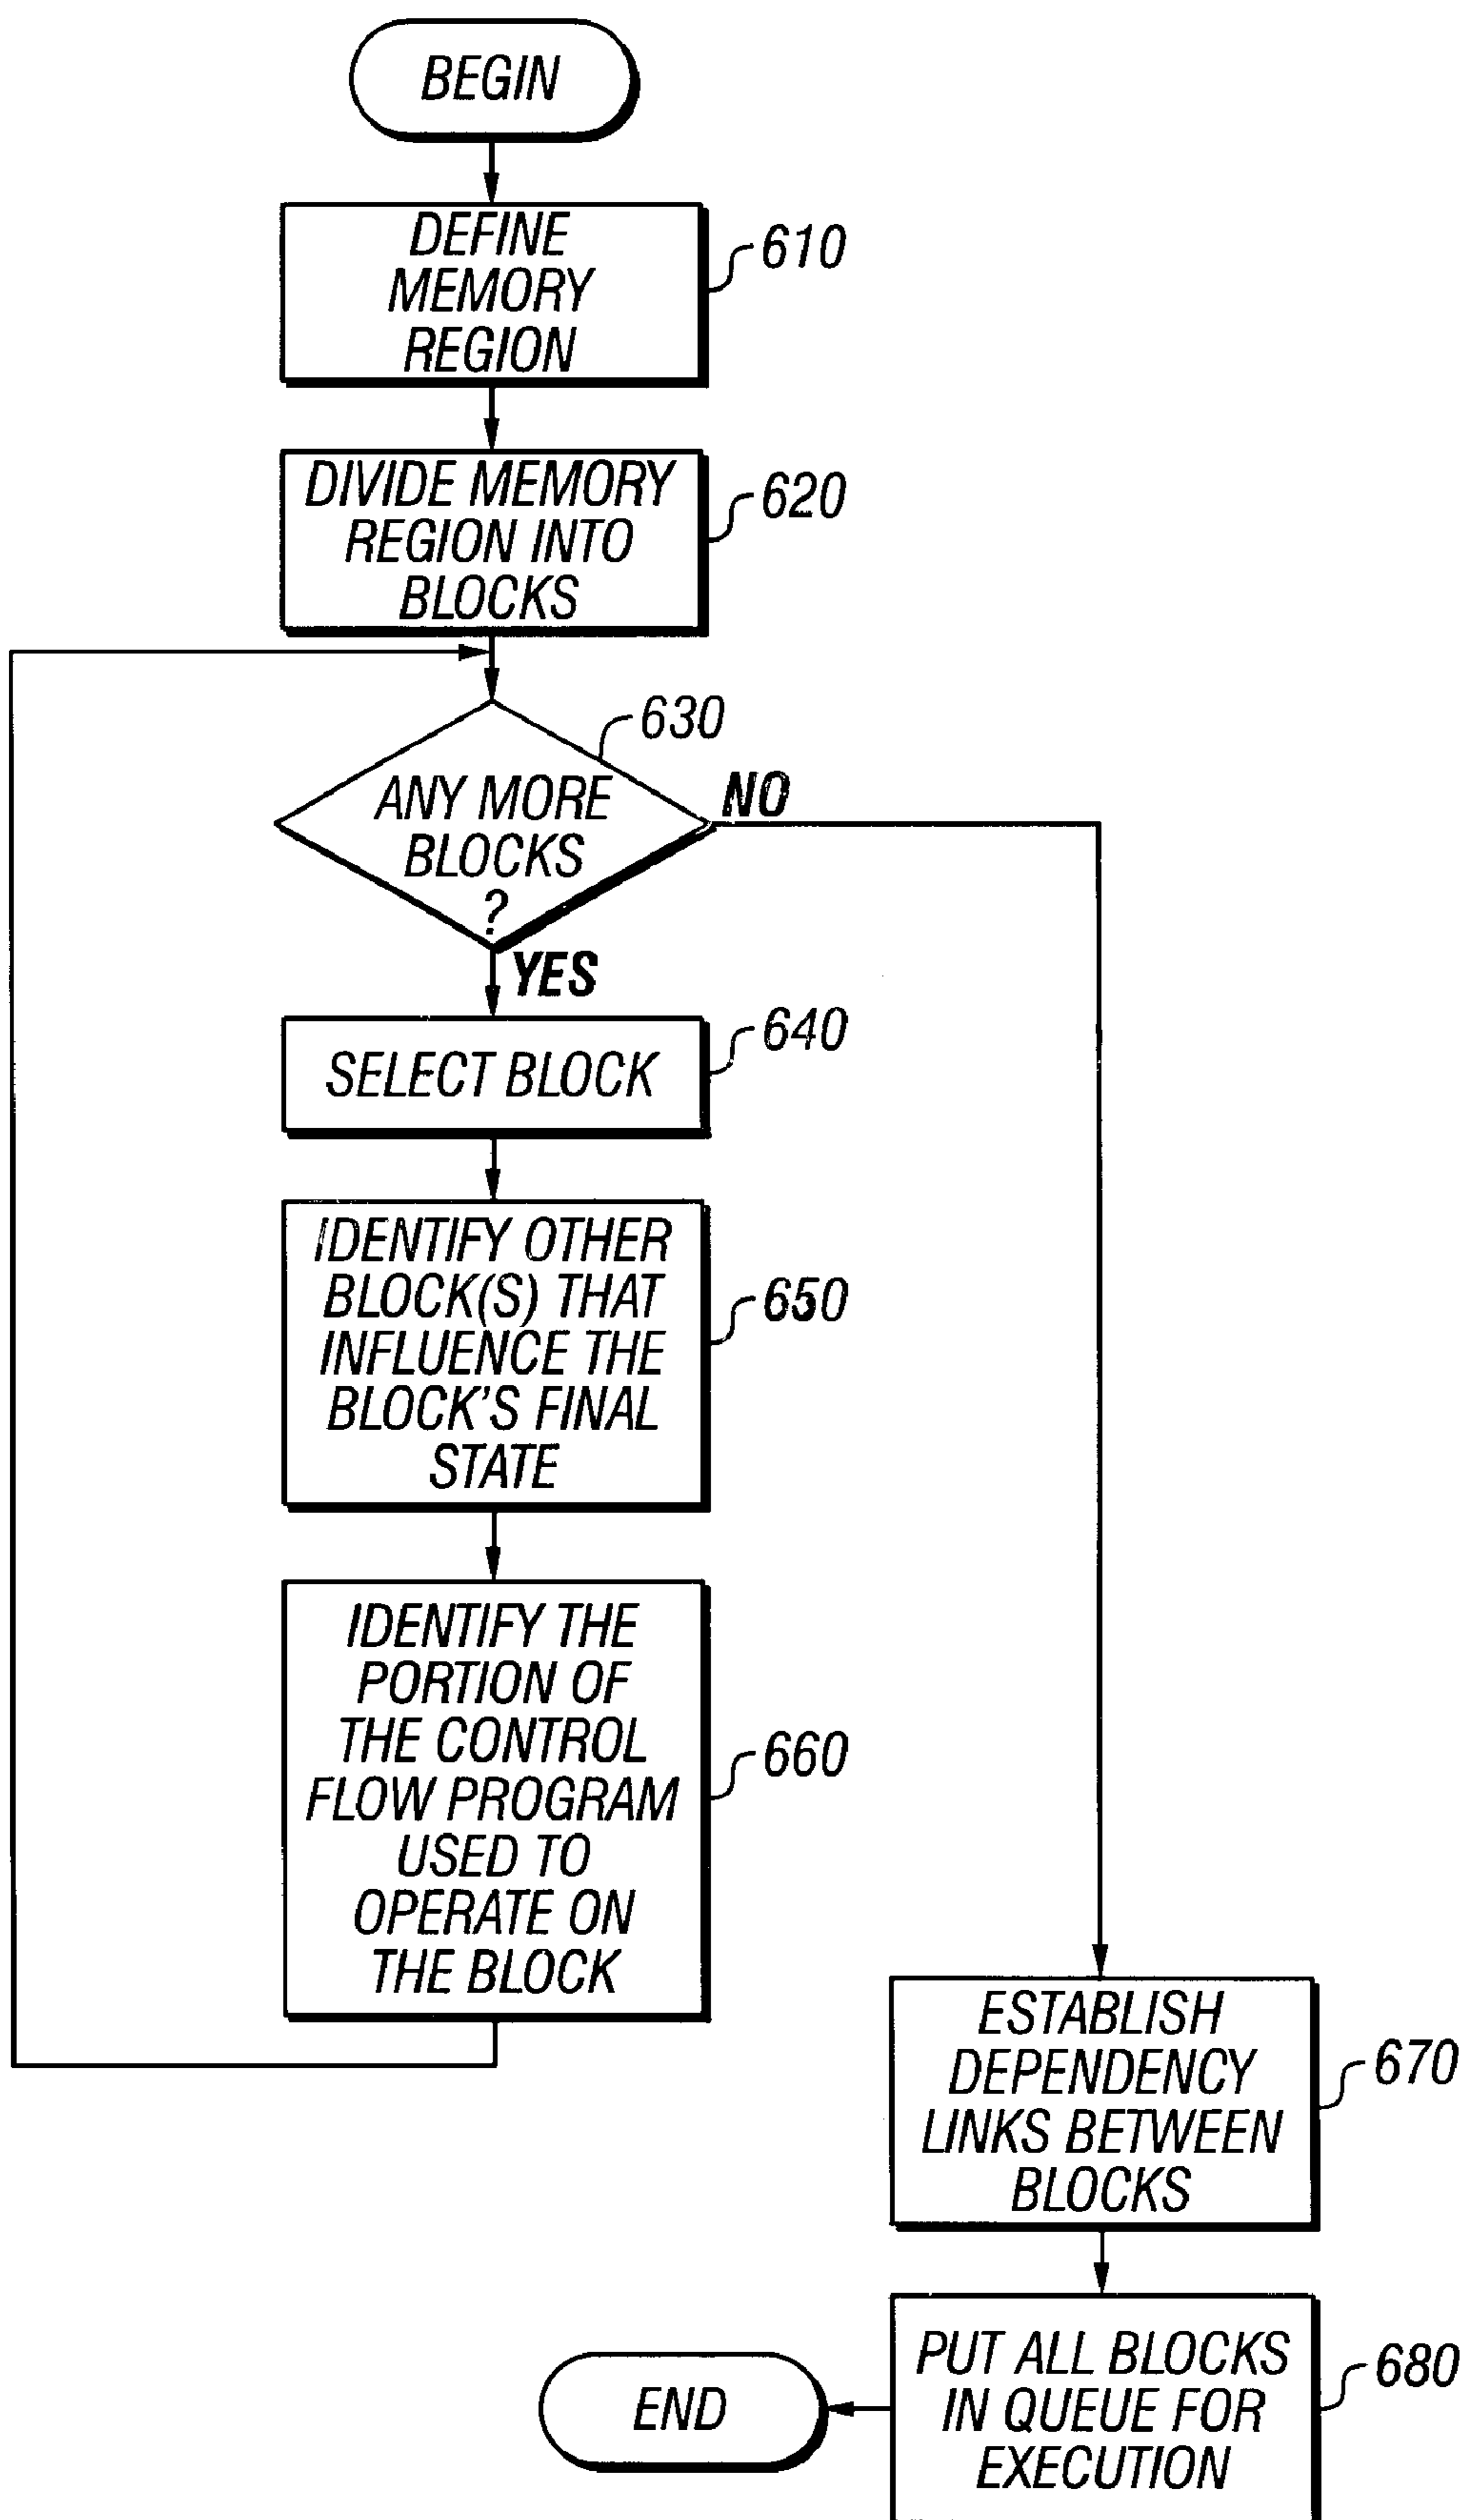 BEGIN
DEFINE
MEMORY
REGION
610
DIVIDE MEMORY
REGION INTO
BLOCKS
620
630
ANY MORE
BLOCKS
?
NO
YES
SELECT BLOCK
640
IDENTIFY OTHER
BLOCK(S) THAT
INFLUENCE THE
BLOCK'S FINAL
STATE
650
IDENTIFY THE
PORTION OF
THE CONTROL
FLOW PROGRAM
USED TO
OPERATE ON
THE BLOCK
660
ESTABLISH
DEPENDENCY
LINKS BETWEEN
BLOCKS
670
PUT ALL BLOCKS
IN QUEUE FOR
EXECUTION
680
END